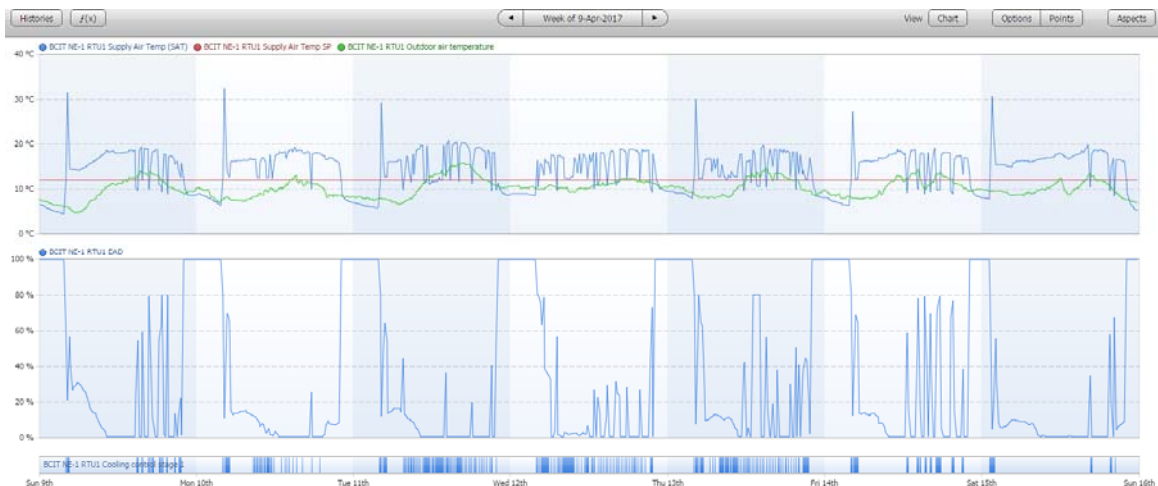 Histories ƒ(x) ◄ Week of 9-Apr-2017 ► View Chart Options Points Aspects
BCIT NE-1 RTU1 Supply Air Temp (SAT) BCIT NE-1 RTU1 Supply Air Temp SP BCIT NE-1 RTU1 Outdoor air temperature
40 °C
30 °C
20 °C
10 °C
0 °C
BCIT NE-1 RTU1 EAD
100 %
80 %
60 %
40 %
20 %
0 %
BCIT NE-1 RTU1 Cooling control stage 1
Sun 9th Mon 10th Tue 11th Wed 12th Thu 13th Fri 14th Sat 15th Sun 16th